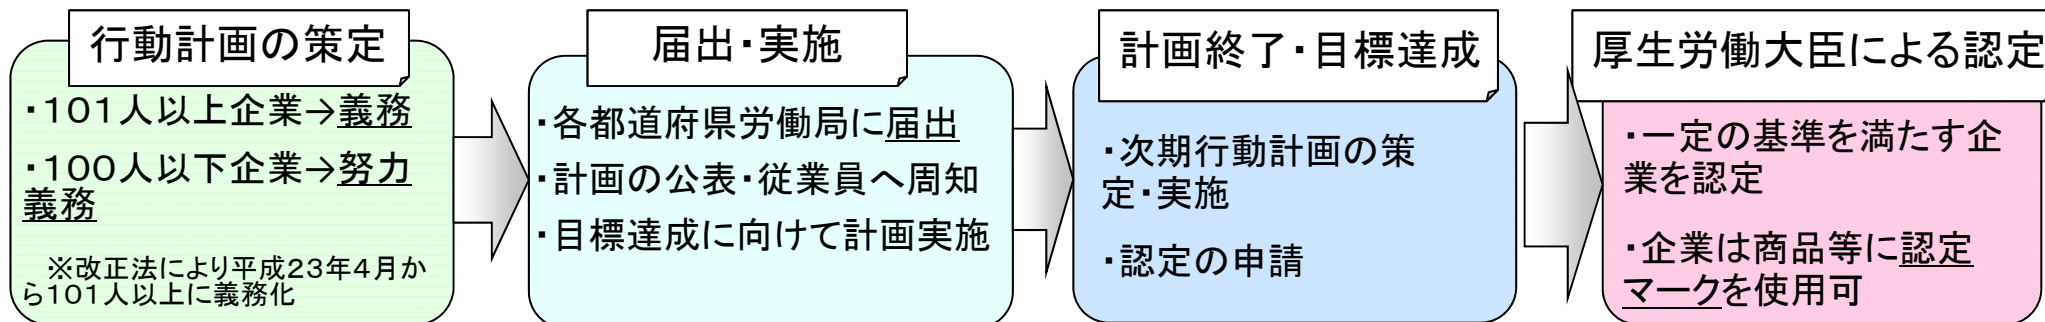 行動計画の策定
・101人以上企業→義務
・100人以下企業→努力
義務
※改正法により平成23年4月か
ら101人以上に義務化
届出・実施
・各都道府県労働局に届出
・計画の公表・従業員へ周知
・目標達成に向けて計画実施
計画終了・目標達成
・次期行動計画の策
定・実施
・認定の申請
厚生労働大臣による認定
・一定の基準を満たす企
業を認定
・企業は商品等に認定
マークを使用可